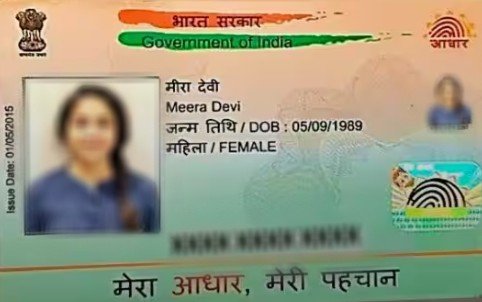 भारत सरकार
Government of India
आधार
मीरा देवी
Meera Devi
जन्म तिथि / DOB : 05/09/1989
महिला / FEMALE
Issue Date: 01/05/2015
मेरा आधार, मेरी पहचान